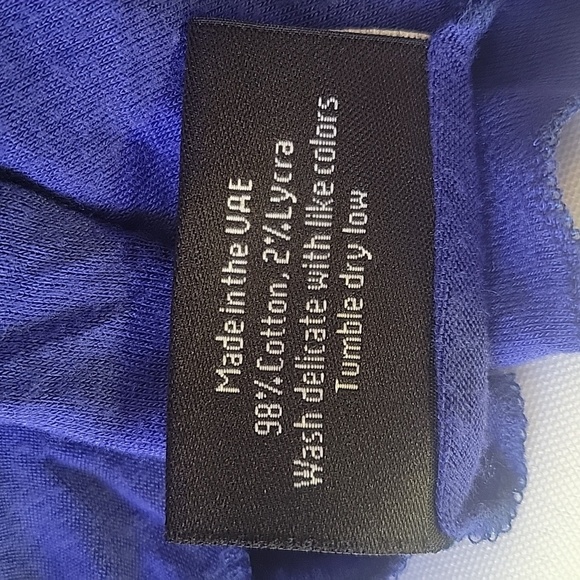 Made in the UAE
98% Cotton, 2% Lycra
Wash delicate with like colors
Tumble dry low